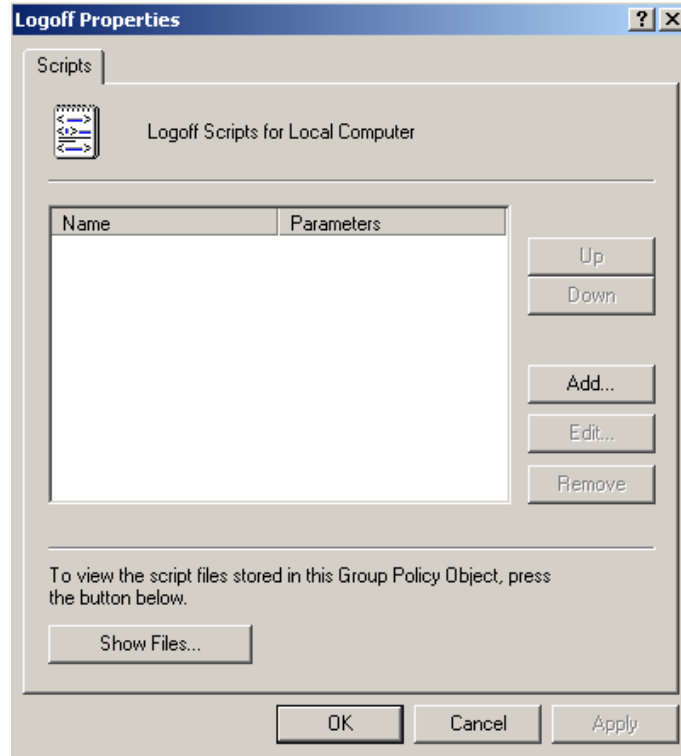 Logoff Properties
Scripts
Logoff Scripts for Local Computer
Name Parameters
Up
Down
Add...
Edit...
Remove
To view the script files stored in this Group Policy Object, press
the button below.
Show Files...
OK Cancel Apply